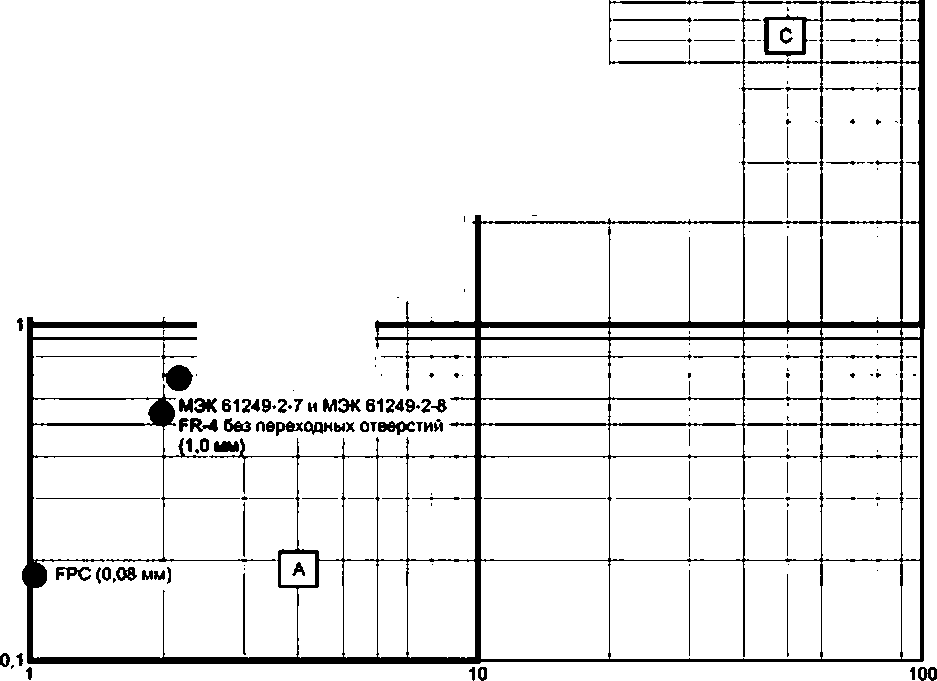 C
1
МЭК 61249-2-7 и МЭК 61249-2-8
FR-4 без переходных отверстий
(1,0 мм)
A
FPC (0,08 мм)
0,1
1
10
100